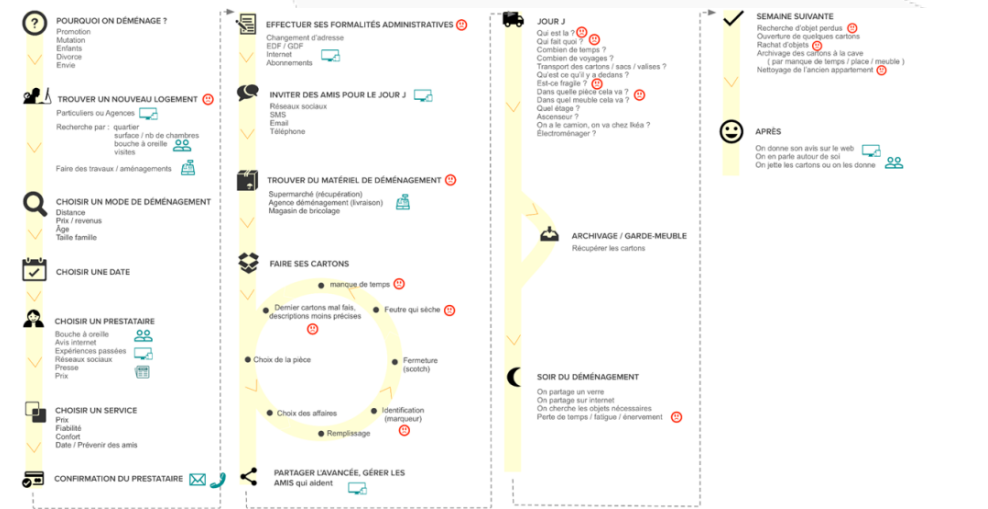 POURQUOI ON DÉMÉNAGE ?
Promotion
Mutation
Enfants
Divorce
Envie
TROUVER UN NOUVEAU LOGEMENT
Particuliers ou Agences
Recherche par : quartier
surface / nb de chambres
bouche à oreille
visites
Faire des travaux / aménagements
CHOISIR UN MODE DE DÉMÉNAGEMENT
Distance
Prix / revenus
Âge
Taille famille
CHOISIR UNE DATE
CHOISIR UN PRESTATAIRE
Bouche à oreille
Avis internet
Expériences passées
Réseaux sociaux
Presse
Prix
CHOISIR UN SERVICE
Prix
Fiabilité
Confort
Date / Prévenir des amis
CONFIRMATION DU PRESTATAIRE
EFFECTUER SES FORMALITÉS ADMINISTRATIVES
Changement d'adresse
EDF / GDF
Internet
Abonnements
INVITER DES AMIS POUR LE JOUR J
Réseaux sociaux
SMS
Email
Téléphone
TROUVER DU MATÉRIEL DE DÉMÉNAGEMENT
Supermarché (récupération)
Agence déménagement (livraison)
Magasin de bricolage
FAIRE SES CARTONS
manque de temps
Dernier cartons mal fais,
descriptions moins précises
Feutre qui sèche
Choix de la pièce
Fermeture
(scotch)
Choix des affaires
Identification
(marqueur)
Remplissage
PARTAGER L'AVANCÉE, GÉRER LES
AMIS qui aident
JOUR J
Qui est la ?
Qui fait quoi ?
Combien de temps ?
Combien de voyages ?
Transport des cartons / sacs / valises ?
Qu'est ce qu'il y a dedans ?
Est-ce fragile ?
Dans quelle pièce cela va ?
Dans quel meuble cela va ?
Quel étage ?
Ascenseur ?
On a le camion, on va chez Ikéa ?
Électroménager ?
ARCHIVAGE / GARDE-MEUBLE
Récupérer les cartons
SOIR DU DÉMÉNAGEMENT
On partage un verre
On partage sur internet
On cherche les objets nécessaires
Perte de temps / fatigue / énervement
SEMAINE SUIVANTE
Recherche d'objet perdus
Ouverture de quelques cartons
Rachat d'objets
Archivage des cartons à la cave
( par manque de temps / place / meuble )
Nettoyage de l'ancien appartement
APRÈS
On donne son avis sur le web
On en parle autour de soi
On jette les cartons ou on les donne